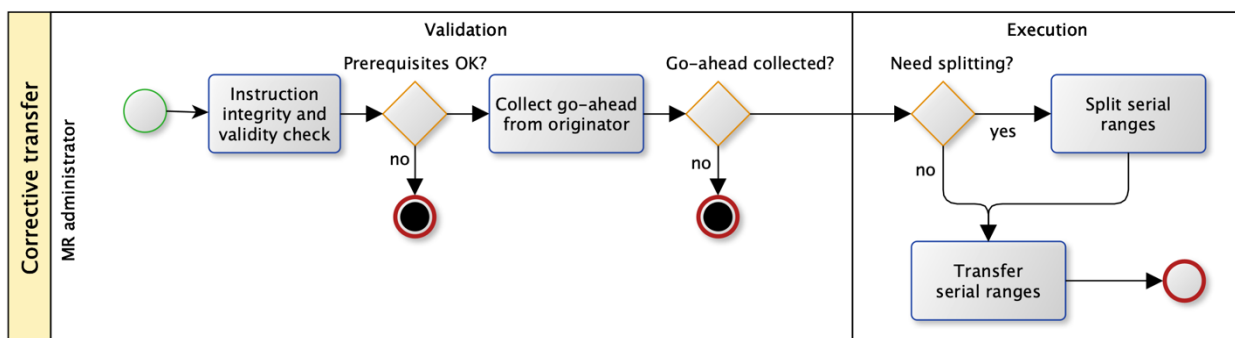 Corrective transfer
MR administrator
Validation
Execution
Prerequisites OK?
Go-ahead collected?
Need splitting?
Instruction
integrity and
validity check
Collect go-ahead
from originator
Split serial
ranges
yes
no
no
no
Transfer
serial ranges